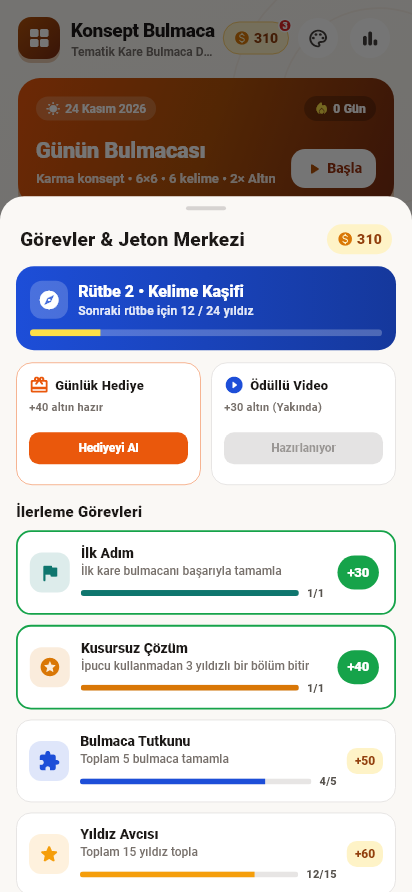 Konsept Bulmaca
Tematik Kare Bulmaca D...
310
3
24 Kasım 2026
0 Gün
Günün Bulmacası
Karma konsept • 6×6 • 6 kelime • 2× Altın
Başla
Görevler & Jeton Merkezi
310
Rütbe 2 • Kelime Kaşifi
Sonraki rütbe için 12 / 24 yıldız
Günlük Hediye
+40 altın hazır
Hediyeyi Al
Ödüllü Video
+30 altın (Yakında)
Hazırlanıyor
İlerleme Görevleri
İlk Adım
İlk kare bulmacanı başarıyla tamamla
1/1
+30
Kusursuz Çözüm
İpucu kullanmadan 3 yıldızlı bir bölüm bitir
1/1
+40
Bulmaca Tutkunu
Toplam 5 bulmaca tamamla
4/5
+50
Yıldız Avcısı
Toplam 15 yıldız topla
12/15
+60